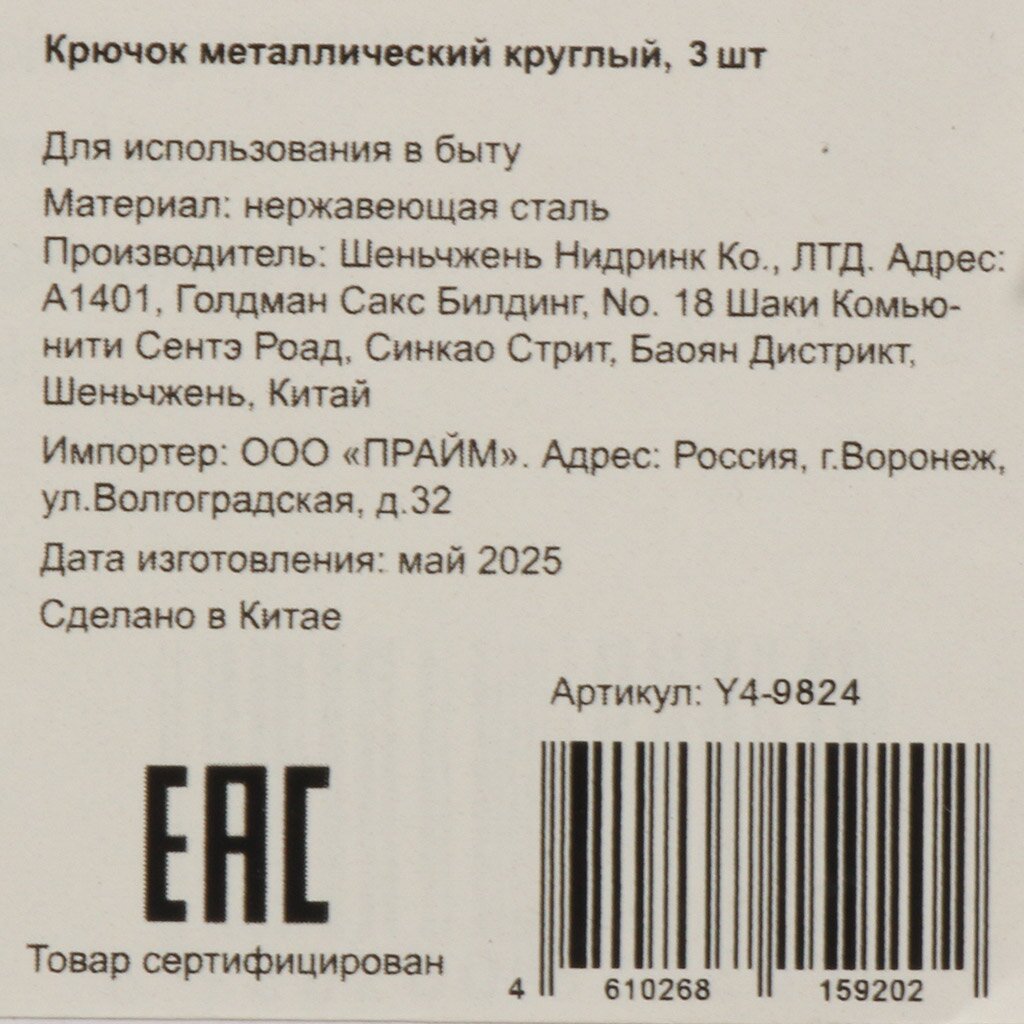 Крючок металлический круглый, 3 шт
Для использования в быту
Материал: нержавеющая сталь
Производитель: Шеньчжень Нидринк Ко., ЛТД. Адрес:
А1401, Голдман Сакс Билдинг, No. 18 Шаки Комью-
нити Сентэ Роад, Синкао Стрит, Баоян Дистрикт,
Шеньчжень, Китай
Импортер: ООО «ПРАЙМ». Адрес: Россия, г.Воронеж,
ул.Волгоградская, д.32
Дата изготовления: май 2025
Сделано в Китае
Артикул: Y4-9824
EAC
Товар сертифицирован
4 610268 159202